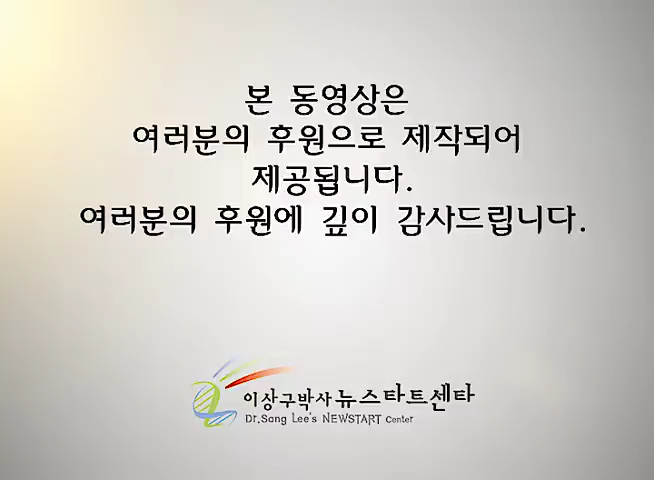 본 동영상은
여러분의 후원으로 제작되어
제공됩니다.
여러분의 후원에 깊이 감사드립니다.
이상구박사 뉴스타트센타
Dr.Sang Lee's NEWSTART Center